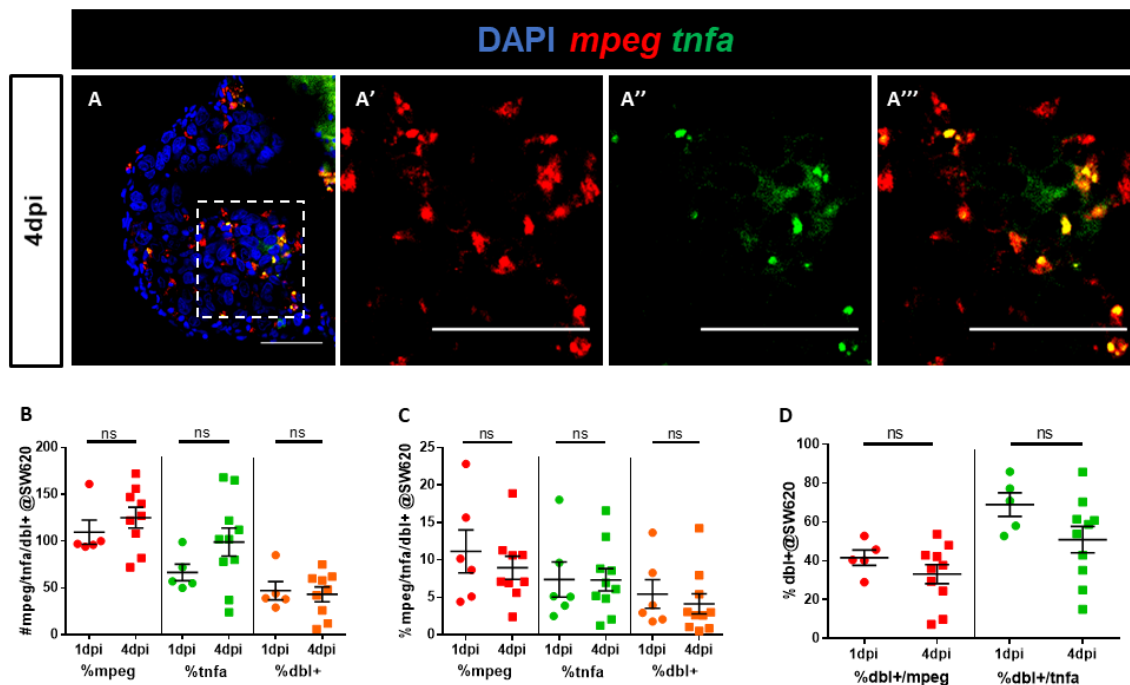 DAPI mpeg tnfa
4dpi
A
A'
A''
A'''
B
ns
ns
ns
#mpeg/tnfa/dbl+ @SW620
200
150
100
50
0
1dpi 4dpi 1dpi 4dpi 1dpi 4dpi
%mpeg %tnfa %dbl+
C
ns
ns
ns
% mpeg/tnfa/dbl+ @SW620
25
20
15
10
5
0
1dpi 4dpi 1dpi 4dpi 1dpi 4dpi
%mpeg %tnfa %dbl+
D
ns
ns
% dbl+@SW620
100
80
60
40
20
0
1dpi 4dpi 1dpi 4dpi
%dbl+/mpeg %dbl+/tnfa